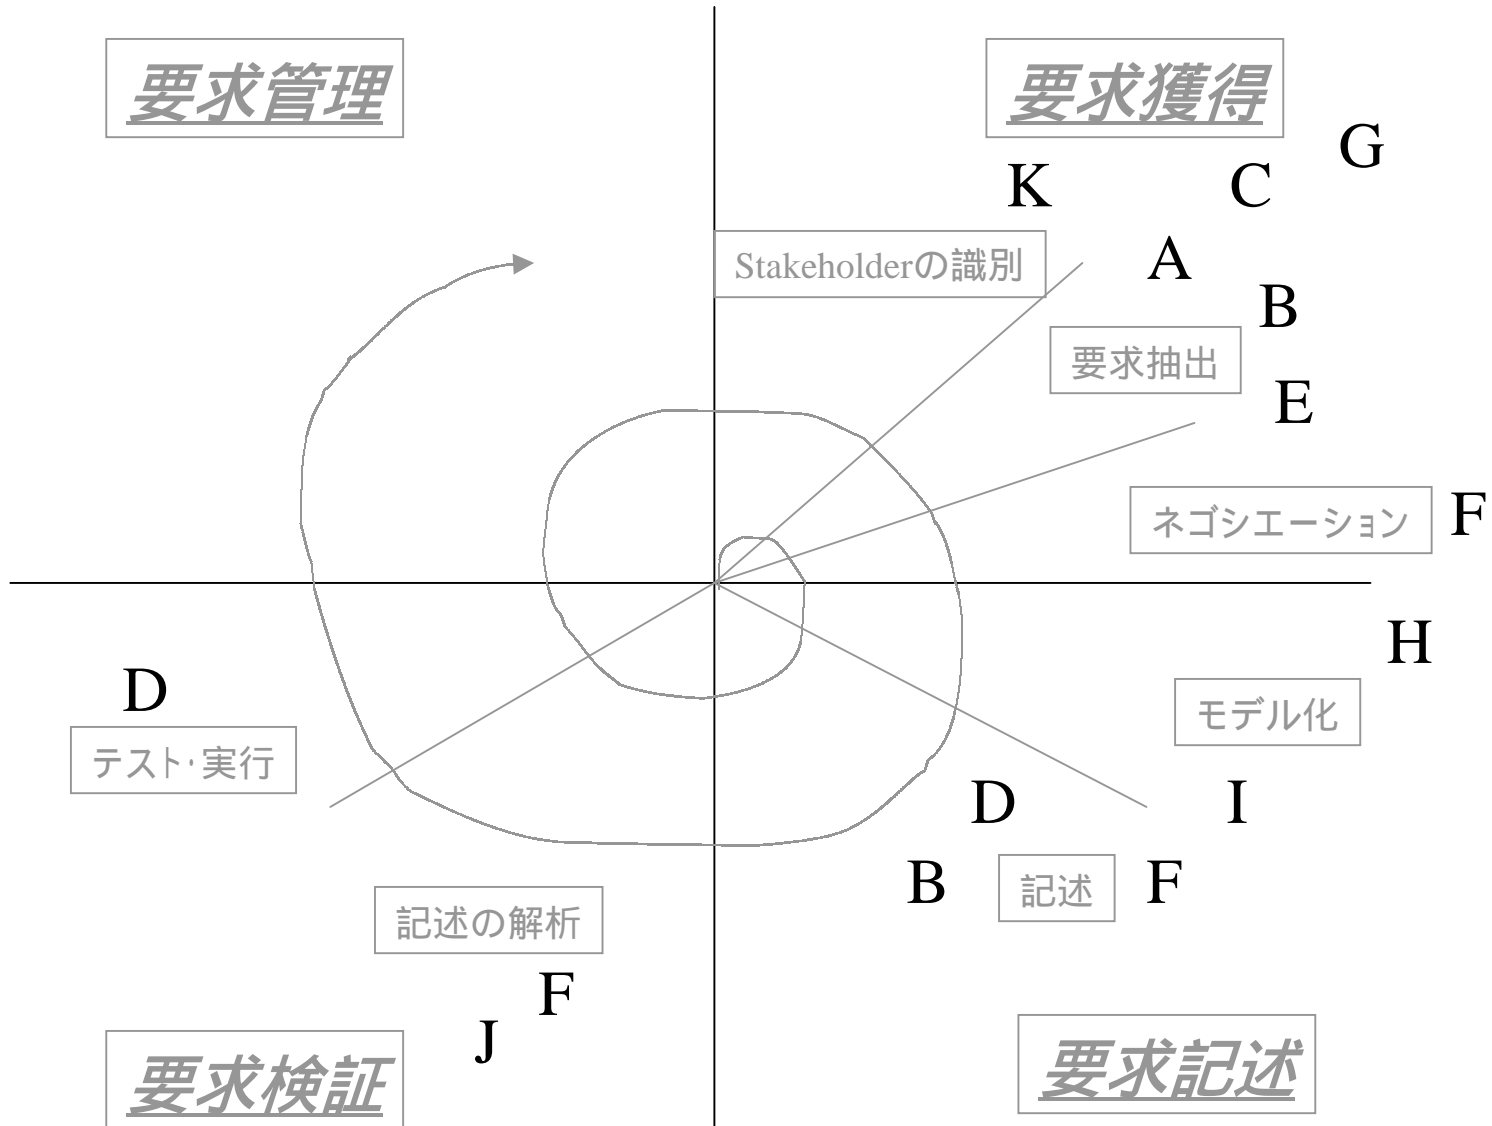 要求管理
要求獲得
G
K
C
Stakeholderの識別
A
B
要求抽出
E
ネゴシエーション
F
H
D
モデル化
テスト・実行
D
I
B
記述
F
記述の解析
F
J
要求検証
要求記述